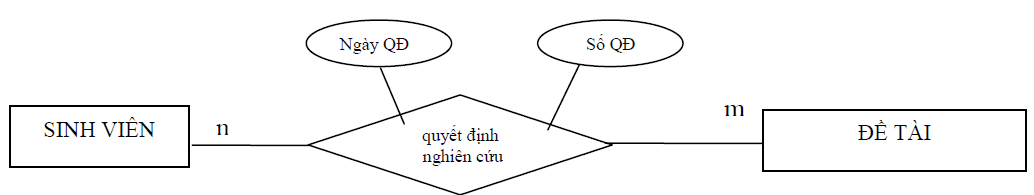 Ngày QĐ
Số QĐ
SINH VIÊN
n
quyết định
nghiên cứu
m
ĐỀ TÀI